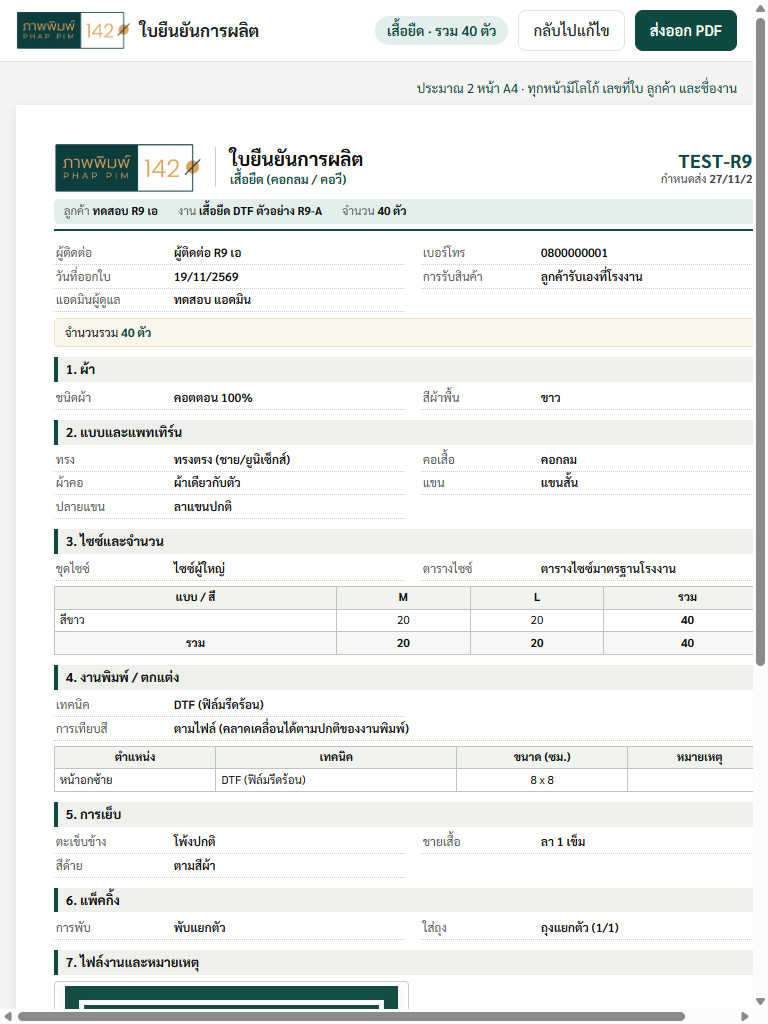 ภาพพิมพ์ 142 ใบยืนยันการผลิต เสื้อยืด · รวม 40 ตัว กลับไปแก้ไข ส่งออก PDF
PHAP PIM
ประมาณ 2 หน้า A4 · ทุกหน้ามีโลโก้ เลขที่ใบ ลูกค้า และชื่องาน
ภาพพิมพ์ 142 ใบยืนยันการผลิต TEST-R9
PHAP PIM เสื้อยืด (คอกลม / คอวี) กำหนดส่ง 27/11/2
ลูกค้า ทดสอบ R9 เอ งาน เสื้อยืด DTF ตัวอย่าง R9-A จำนวน 40 ตัว
ผู้ติดต่อ ผู้ติดต่อ R9 เอ เบอร์โทร 0800000001
วันที่ออกใบ 19/11/2569 การรับสินค้า ลูกค้ารับเองที่โรงงาน
แอดมินผู้ดูแล ทดสอบ แอดมิน
จำนวนรวม 40 ตัว
1. ผ้า
ชนิดผ้า คอตตอน 100% สีผ้าพื้น ขาว
2. แบบและแพทเทิร์น
ทรง ทรงตรง (ชาย/ยูนิเซ็กส์) คอเสื้อ คอกลม
ผ้าคอ ผ้าเดียวกับตัว แขน แขนสั้น
ปลายแขน ลาแขนปกติ
3. ไซซ์และจำนวน
ชุดไซซ์ ไซซ์ผู้ใหญ่ ตารางไซซ์ ตารางไซซ์มาตรฐานโรงงาน
แบบ / สี M L รวม
สีขาว 20 20 40
รวม 20 20 40
4. งานพิมพ์ / ตกแต่ง
เทคนิค DTF (ฟิล์มรีดร้อน)
การเทียบสี ตามไฟล์ (คลาดเคลื่อนได้ตามปกติของงานพิมพ์)
ตำแหน่ง เทคนิค ขนาด (ซม.) หมายเหตุ
หน้าอกซ้าย DTF (ฟิล์มรีดร้อน) 8 x 8
5. การเย็บ
ตะเข็บข้าง โพ้งปกติ ชายเสื้อ ลา 1 เข็ม
สีด้าย ตามสีผ้า
6. แพ็คกิ้ง
การพับ พับแยกตัว ใส่ถุง ถุงแยกตัว (1/1)
7. ไฟล์งานและหมายเหตุ